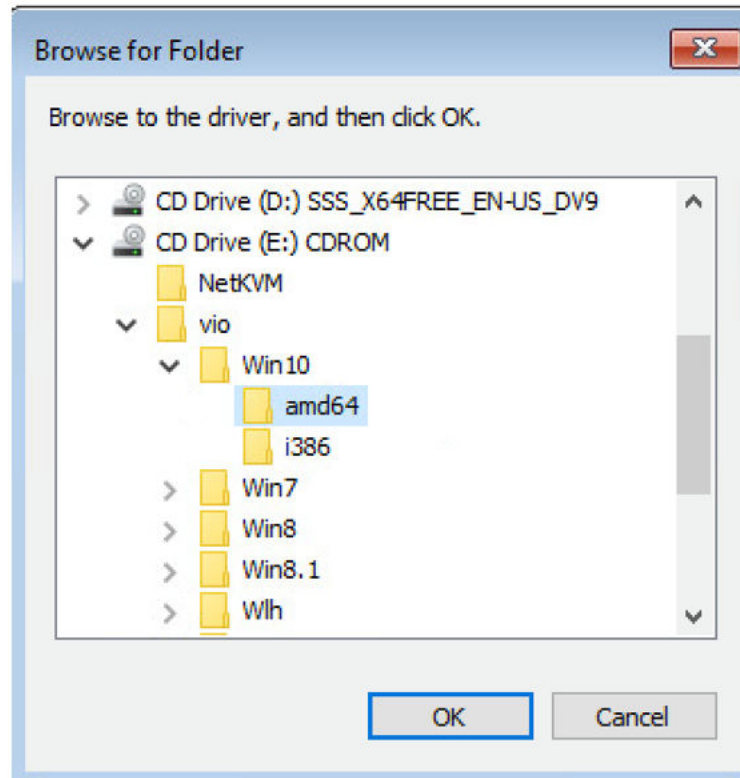 Browse for Folder
Browse to the driver, and then click OK.
CD Drive (D:) SSS_X64FREE_EN-US_DV9
CD Drive (E:) CDROM
NetKVM
vio
Win10
amd64
i386
Win7
Win8
Win8.1
Wlh
OK Cancel